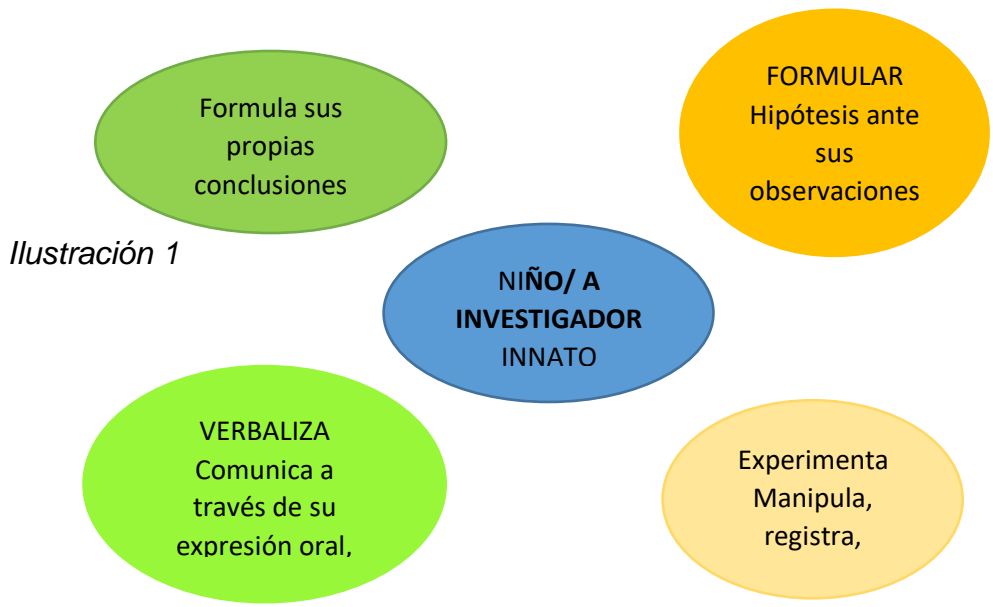 Formula sus
propias
conclusiones
FORMULAR
Hipótesis ante
sus
observaciones
Ilustración 1
NIÑO/ A
INVESTIGADOR
INNATO
VERBALIZA
Comunica a
través de su
expresión oral,
Experimenta
Manipula,
registra,